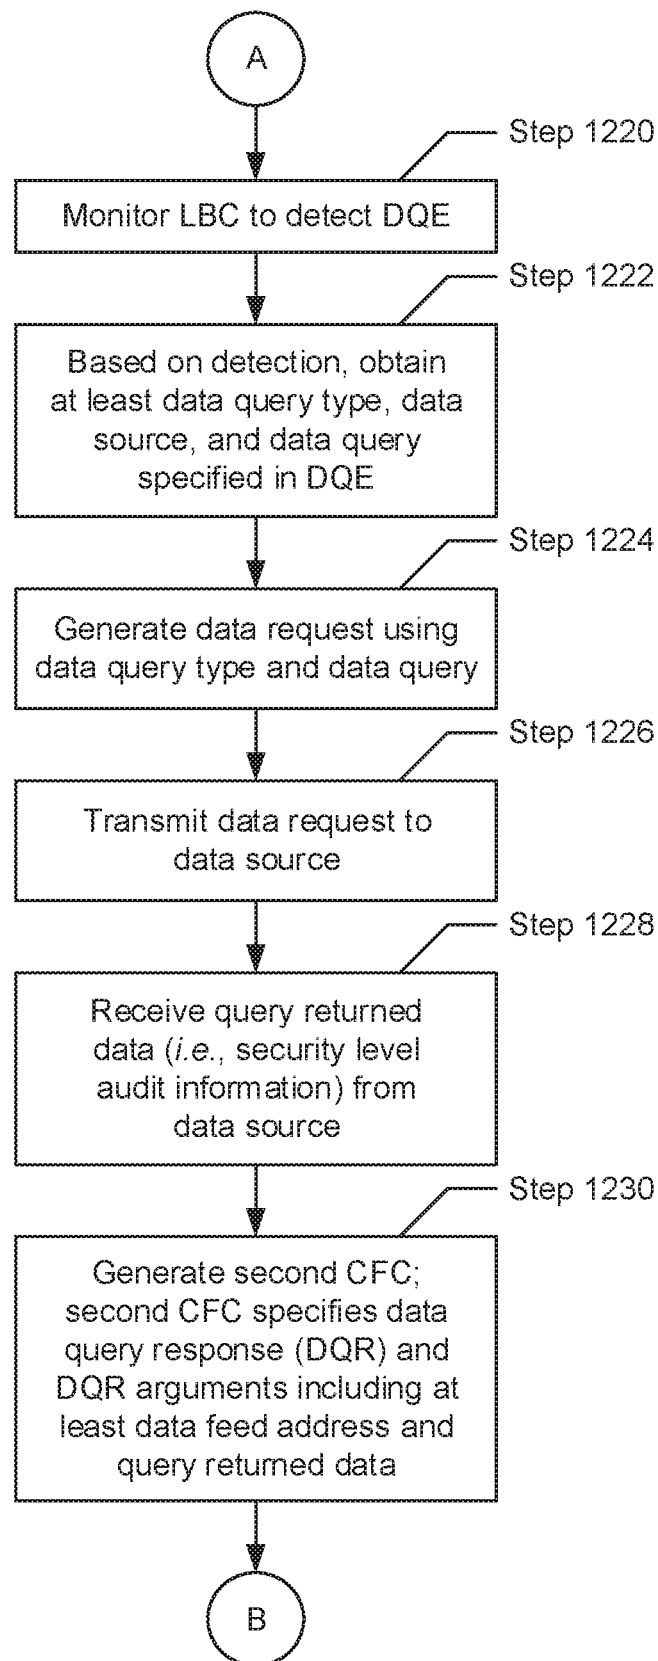 A
Step 1220
Monitor LBC to detect DQE
Step 1222
Based on detection, obtain
at least data query type, data
source, and data query
specified in DQE
Step 1224
Generate data request using
data query type and data query
Step 1226
Transmit data request to
data source
Step 1228
Receive query returned
data (i.e., security level
audit information) from
data source
Step 1230
Generate second CFC;
second CFC specifies data
query response (DQR) and
DQR arguments including at
least data feed address and
query returned data
B